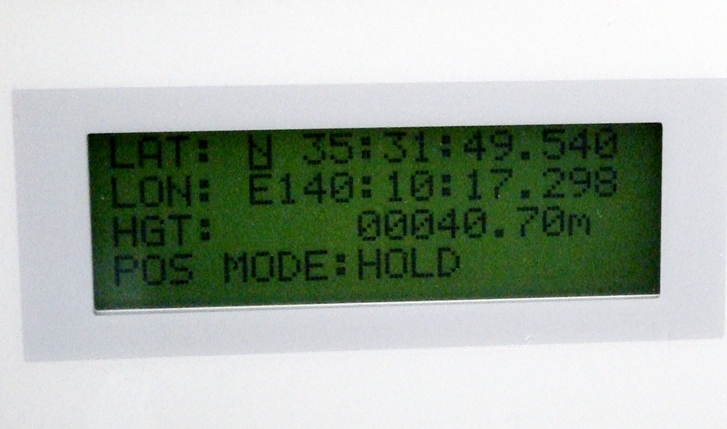 LAT: N 35:31:49.540
LON: E140:10:17.298
HGT: 00040.70m
POS MODE:HOLD